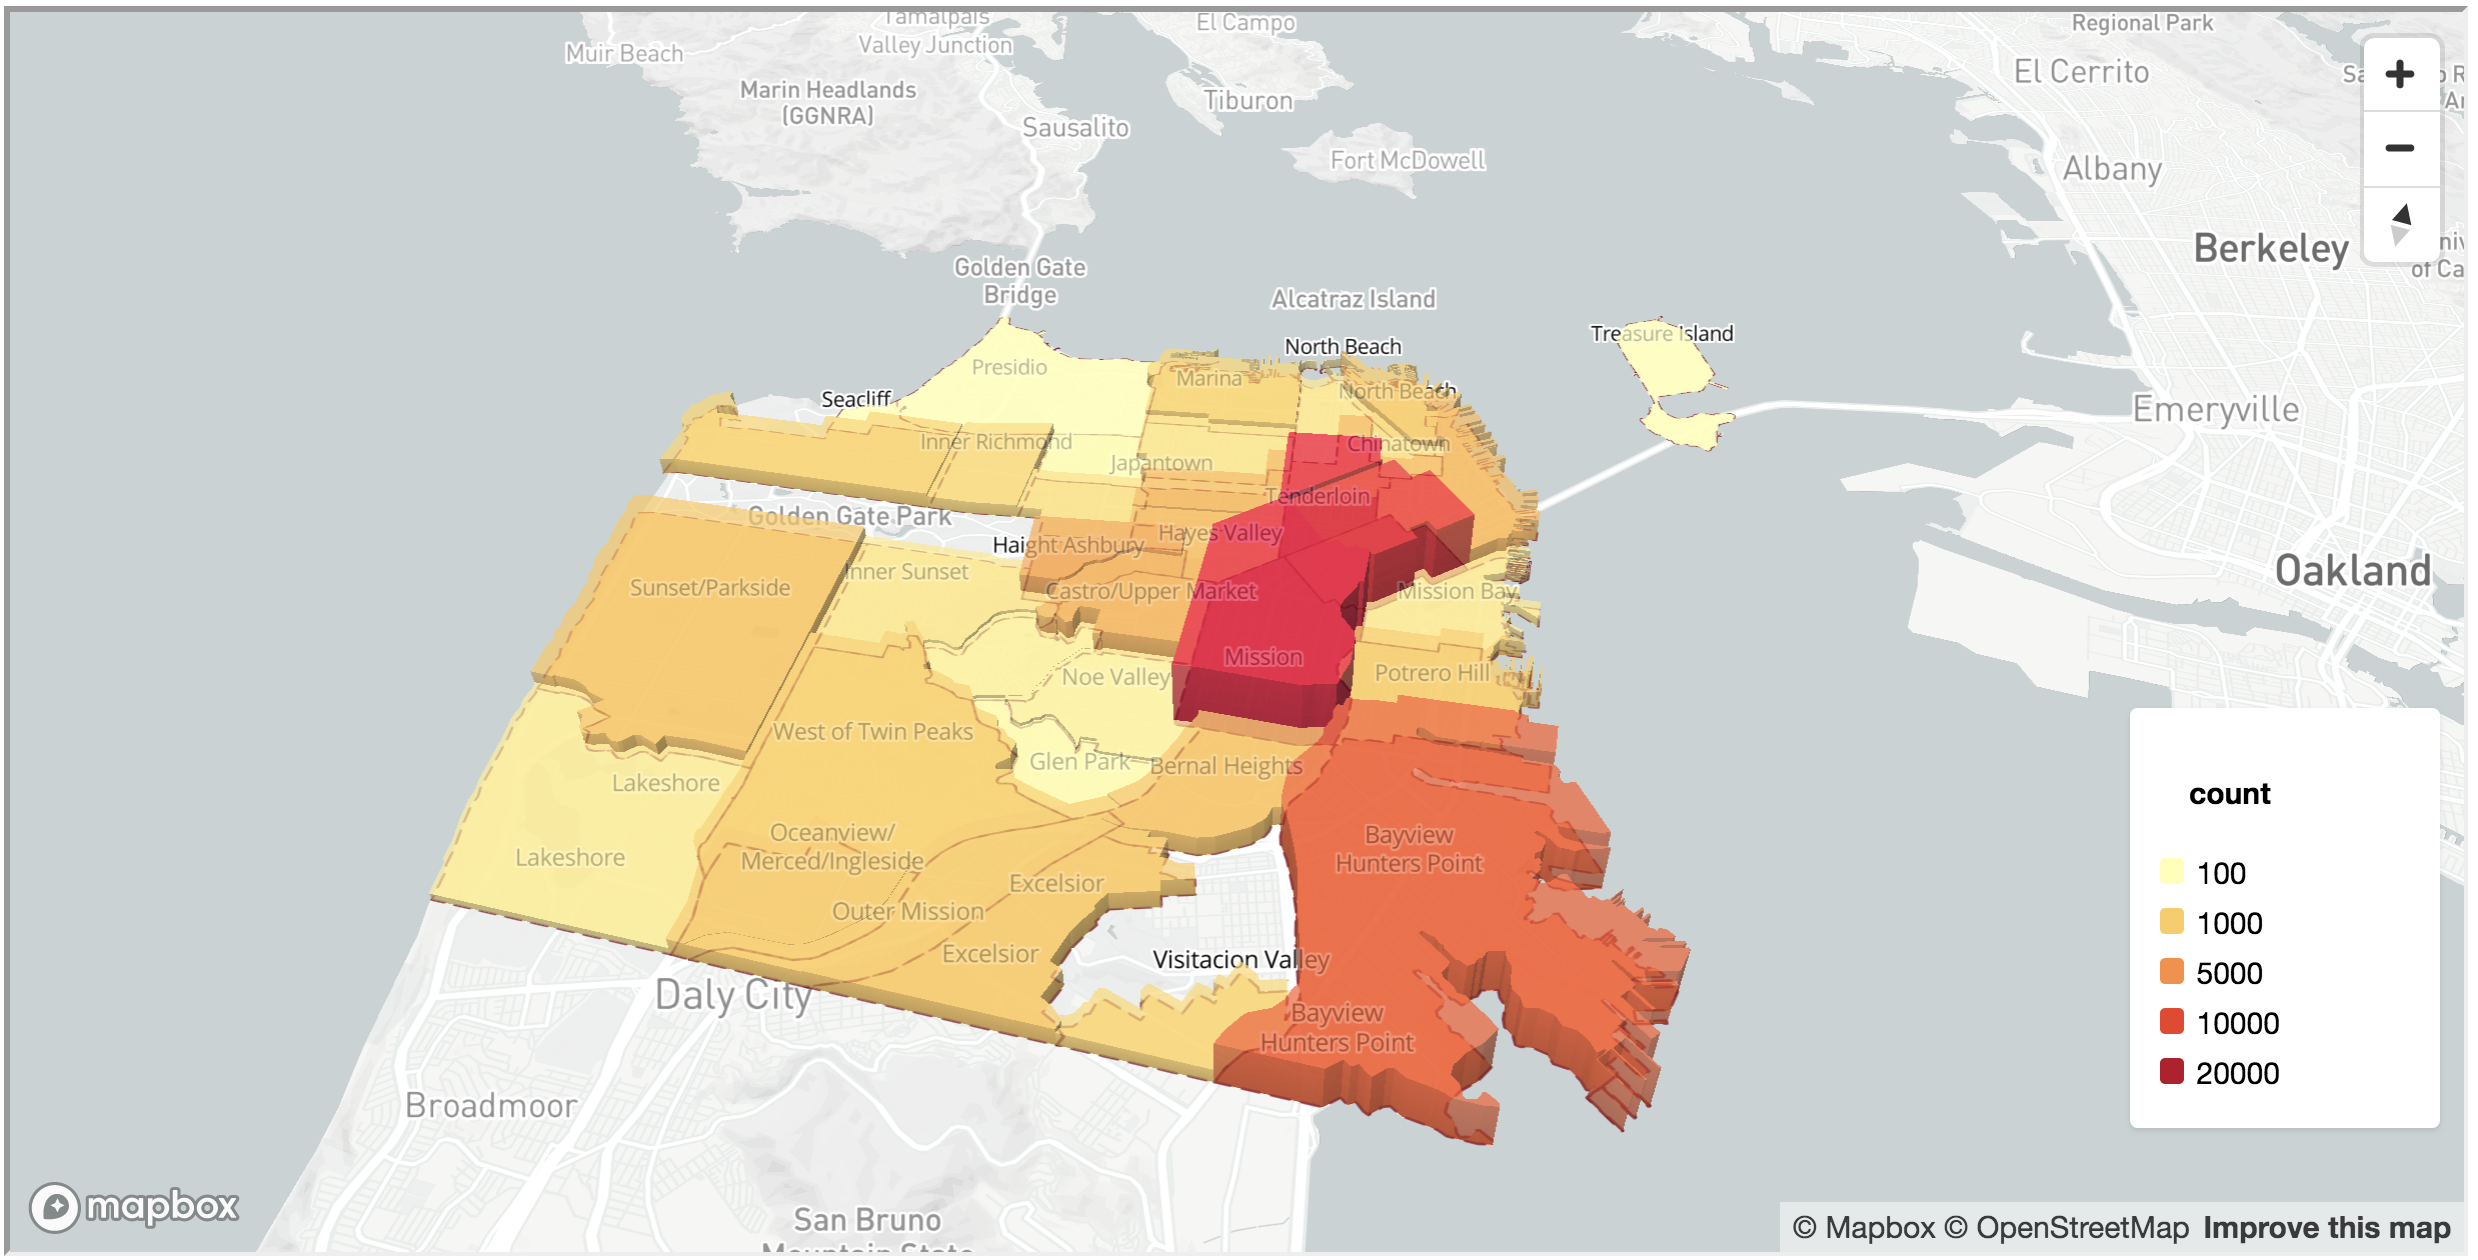 Tamalpais
Valley Junction
El Campo
Regional Park
Muir Beach
El Cerrito
Marin Headlands
(GGNRA)
Tiburon
Sausalito
Fort McDowell
Albany
Berkeley
of Ca
Golden Gate
Bridge
Alcatraz Island
North Beach
Treasure Island
Presidio
Marina
North Beach
Seacliff
Emeryville
Inner Richmond
Chinatown
Japantown
Tenderloin
Golden Gate Park
Hayes Valley
Haight Ashbury
Oakland
Inner Sunset
Sunset/Parkside
Castro/Upper Market
Mission Bay
Mission
Noe Valley
Potrero Hill
West of Twin Peaks
Glen Park
Bernal Heights
Lakeshore
Oceanview/
Merced/Ingleside
Bayview
Hunters Point
Lakeshore
Excelsior
Outer Mission
Excelsior
Visitacion Valley
Daly City
Bayview
Hunters Point
Broadmoor
San Bruno
Mountain State
count
100
1000
5000
10000
20000
mapbox
© Mapbox © OpenStreetMap Improve this map